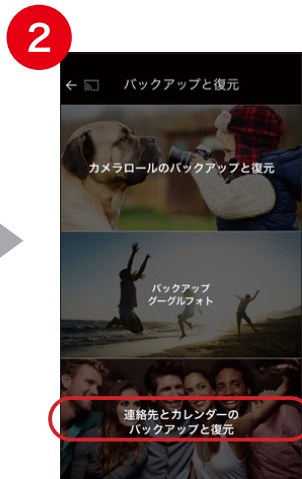 2
バックアップと復元
カメラロールのバックアップと復元
バックアップ
グーグルフォト
連絡先とカレンダーの
バックアップと復元